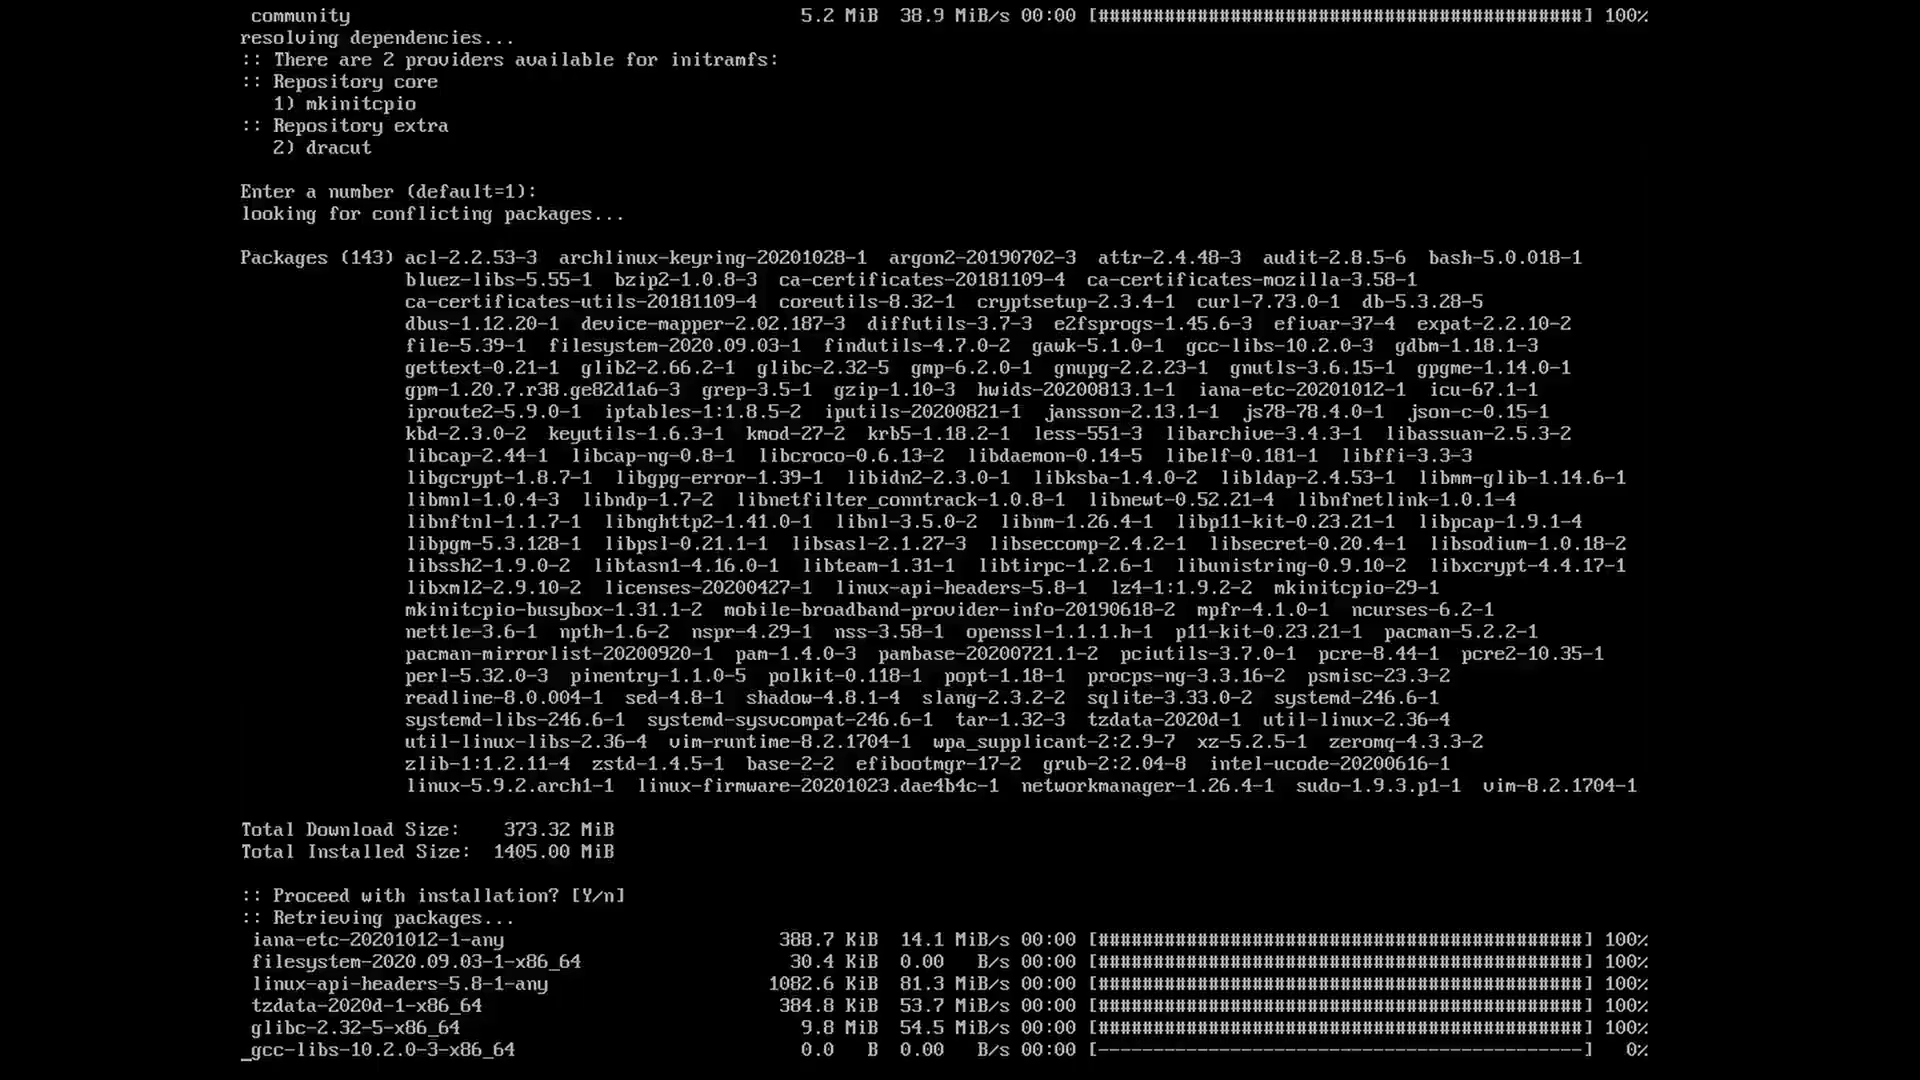 community 5.2 MiB 38.9 MiB/s 00:00 [############################################] 100%
resolving dependencies...
:: There are 2 providers available for initramfs:
:: Repository core
1) mkinitcpio
:: Repository extra
2) dracut
Enter a number (default=1):
looking for conflicting packages...
Packages (143) acl-2.2.53-3 archlinux-keyring-20201028-1 argon2-20190702-3 attr-2.4.48-3 audit-2.8.5-6 bash-5.0.018-1
bluez-libs-5.55-1 bzip2-1.0.8-3 ca-certificates-20181109-4 ca-certificates-mozilla-3.58-1
ca-certificates-utils-20181109-4 coreutils-8.32-1 cryptsetup-2.3.4-1 curl-7.73.0-1 db-5.3.28-5
dbus-1.12.20-1 device-mapper-2.02.187-3 diffutils-3.7-3 e2fsprogs-1.45.6-3 efivar-37-4 expat-2.2.10-2
file-5.39-1 filesystem-2020.09.03-1 findutils-4.7.0-2 gawk-5.1.0-1 gcc-libs-10.2.0-3 gdbm-1.18.1-3
gettext-0.21-1 glib2-2.66.2-1 glibc-2.32-5 gmp-6.2.0-1 gnupg-2.2.23-1 gnutls-3.6.15-1 gpgme-1.14.0-1
gpm-1.20.7.r38.ge82d1a6-3 grep-3.5-1 gzip-1.10-3 hwids-20200813.1-1 iana-etc-20201012-1 icu-67.1-1
iproute2-5.9.0-1 iptables-1:1.8.5-2 iputils-20200821-1 jansson-2.13.1-1 js78-78.4.0-1 json-c-0.15-1
kbd-2.3.0-2 keyutils-1.6.3-1 kmod-27-2 krb5-1.18.2-1 less-551-3 libarchive-3.4.3-1 libassuan-2.5.3-2
libcap-2.44-1 libcap-ng-0.8-1 libcroco-0.6.13-2 libdaemon-0.14-5 libelf-0.181-1 libffi-3.3-3
libgcrypt-1.8.7-1 libgpg-error-1.39-1 libidn2-2.3.0-1 libksba-1.4.0-2 libldap-2.4.53-1 libmm-glib-1.14.6-1
libmnl-1.0.4-3 libndp-1.7-2 libnetfilter_conntrack-1.0.8-1 libnewt-0.52.21-4 libnfnetlink-1.0.1-4
libnftnl-1.1.7-1 libnghttp2-1.41.0-1 libnl-3.5.0-2 libnm-1.26.4-1 libp11-kit-0.23.21-1 libpcap-1.9.1-4
libpgm-5.3.128-1 libpsl-0.21.1-1 libsasl-2.1.27-3 libseccomp-2.4.2-1 libsecret-0.20.4-1 libsodium-1.0.18-2
libssh2-1.9.0-2 libtasn1-4.16.0-1 libteam-1.31-1 libtirpc-1.2.6-1 libunistring-0.9.10-2 libxcrypt-4.4.17-1
libxml2-2.9.10-2 licenses-20200427-1 linux-api-headers-5.8-1 lz4-1:1.9.2-2 mkinitcpio-29-1
mkinitcpio-busybox-1.31.1-2 mobile-broadband-provider-info-20190618-2 mpfr-4.1.0-1 ncurses-6.2-1
nettle-3.6-1 npth-1.6-2 nspr-4.29-1 nss-3.58-1 openssl-1.1.1.h-1 p11-kit-0.23.21-1 pacman-5.2.2-1
pacman-mirrorlist-20200920-1 pam-1.4.0-3 pambase-20200721.1-2 pciutils-3.7.0-1 pcre-8.44-1 pcre2-10.35-1
perl-5.32.0-3 pinentry-1.1.0-5 polkit-0.118-1 popt-1.18-1 procps-ng-3.3.16-2 psmisc-23.3-2
readline-8.0.004-1 sed-4.8-1 shadow-4.8.1-4 slang-2.3.2-2 sqlite-3.33.0-2 systemd-246.6-1
systemd-libs-246.6-1 systemd-sysvcompat-246.6-1 tar-1.32-3 tzdata-2020d-1 util-linux-2.36-4
util-linux-libs-2.36-4 vim-runtime-8.2.1704-1 wpa_supplicant-2:2.9-7 xz-5.2.5-1 zeromq-4.3.3-2
zlib-1:1.2.11-4 zstd-1.4.5-1 base-2-2 efibootmgr-17-2 grub-2:2.04-8 intel-ucode-20200616-1
linux-5.9.2.arch1-1 linux-firmware-20201023.dae4b4c-1 networkmanager-1.26.4-1 sudo-1.9.3.p1-1 vim-8.2.1704-1
Total Download Size: 373.32 MiB
Total Installed Size: 1405.00 MiB
:: Proceed with installation? [Y/n]
:: Retrieving packages...
iana-etc-20201012-1-any 388.7 KiB 14.1 MiB/s 00:00 [############################################] 100%
filesystem-2020.09.03-1-x86_64 30.4 KiB 0.00 B/s 00:00 [############################################] 100%
linux-api-headers-5.8-1-any 1082.6 KiB 81.3 MiB/s 00:00 [############################################] 100%
tzdata-2020d-1-x86_64 384.8 KiB 53.7 MiB/s 00:00 [############################################] 100%
glibc-2.32-5-x86_64 9.8 MiB 54.5 MiB/s 00:00 [############################################] 100%
_gcc-libs-10.2.0-3-x86_64 0.0 B 0.00 B/s 00:00 [--------------------------------------------] 0%